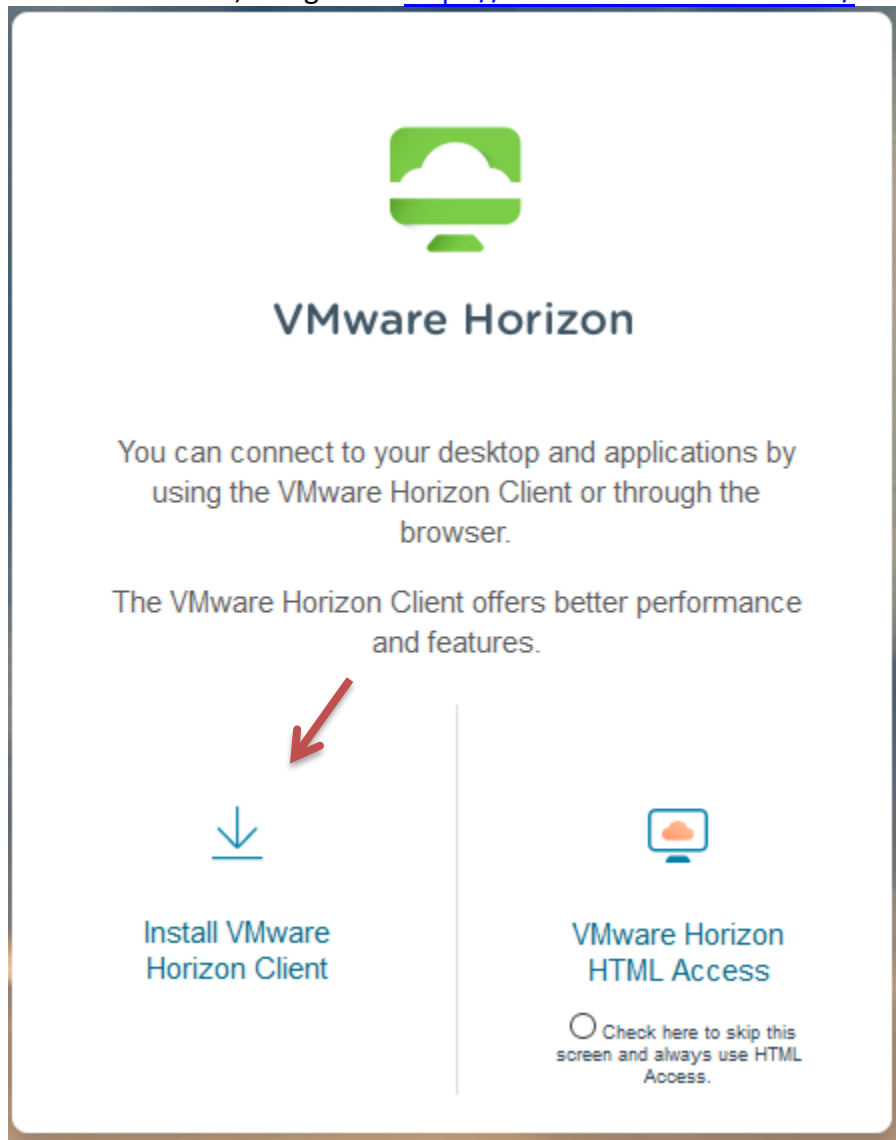 VMware Horizon
You can connect to your desktop and applications by
using the VMware Horizon Client or through the
browser.
The VMware Horizon Client offers better performance
and features.
Install VMware
Horizon Client
VMware Horizon
HTML Access
Check here to skip this
screen and always use HTML
Access.